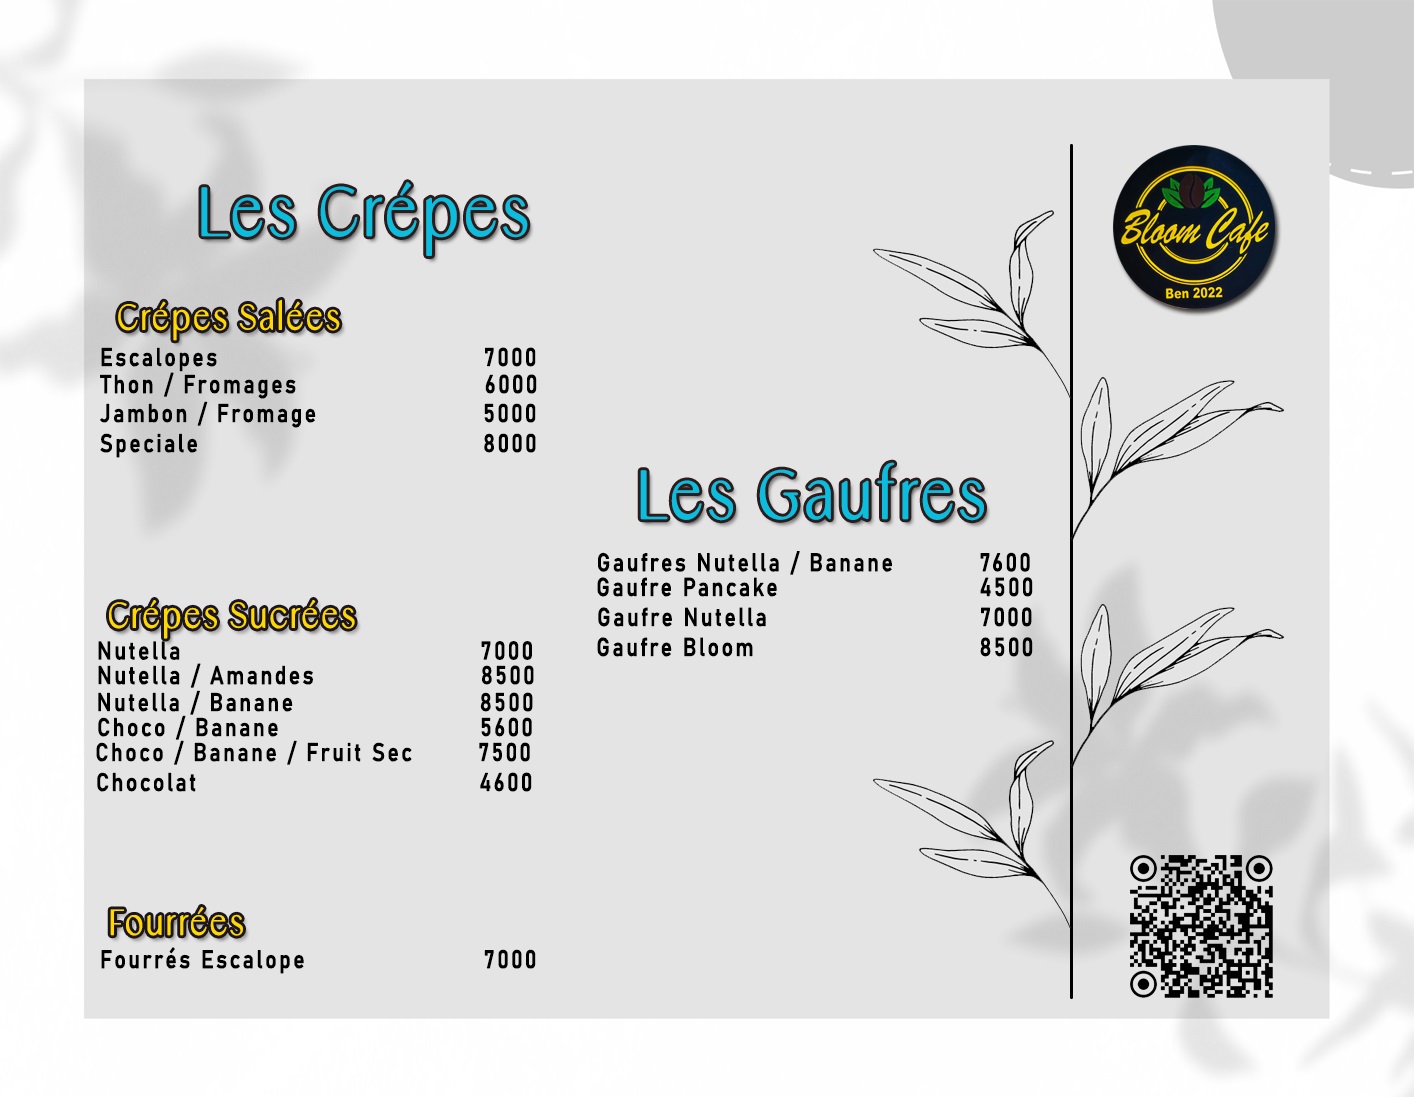 Les Crépes
Crépes Salées
Escalopes 7000
Thon / Fromages 6000
Jambon / Fromage 5000
Speciale 8000
Crépes Sucrées
Nutella 7000
Nutella / Amandes 8500
Nutella / Banane 8500
Choco / Banane 5600
Choco / Banane / Fruit Sec 7500
Chocolat 4600
Fourrées
Fourrés Escalope 7000
Les Gaufres
Gaufres Nutella / Banane 7600
Gaufre Pancake 4500
Gaufre Nutella 7000
Gaufre Bloom 8500
Bloom Cafe
Ben 2022